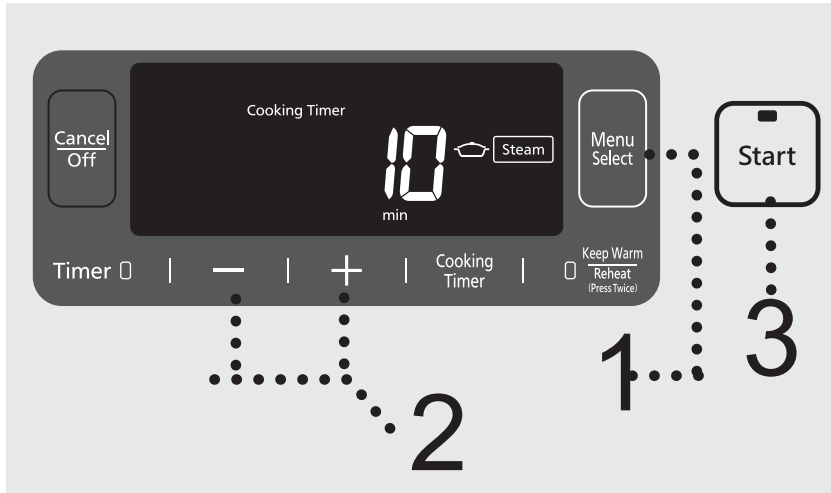 Cooking Timer
10
Steam
min
Cancel
Off
Menu
Select
Start
Timer
−
+
Cooking
Timer
Keep Warm
Reheat
(Press Twice)
1
2
3